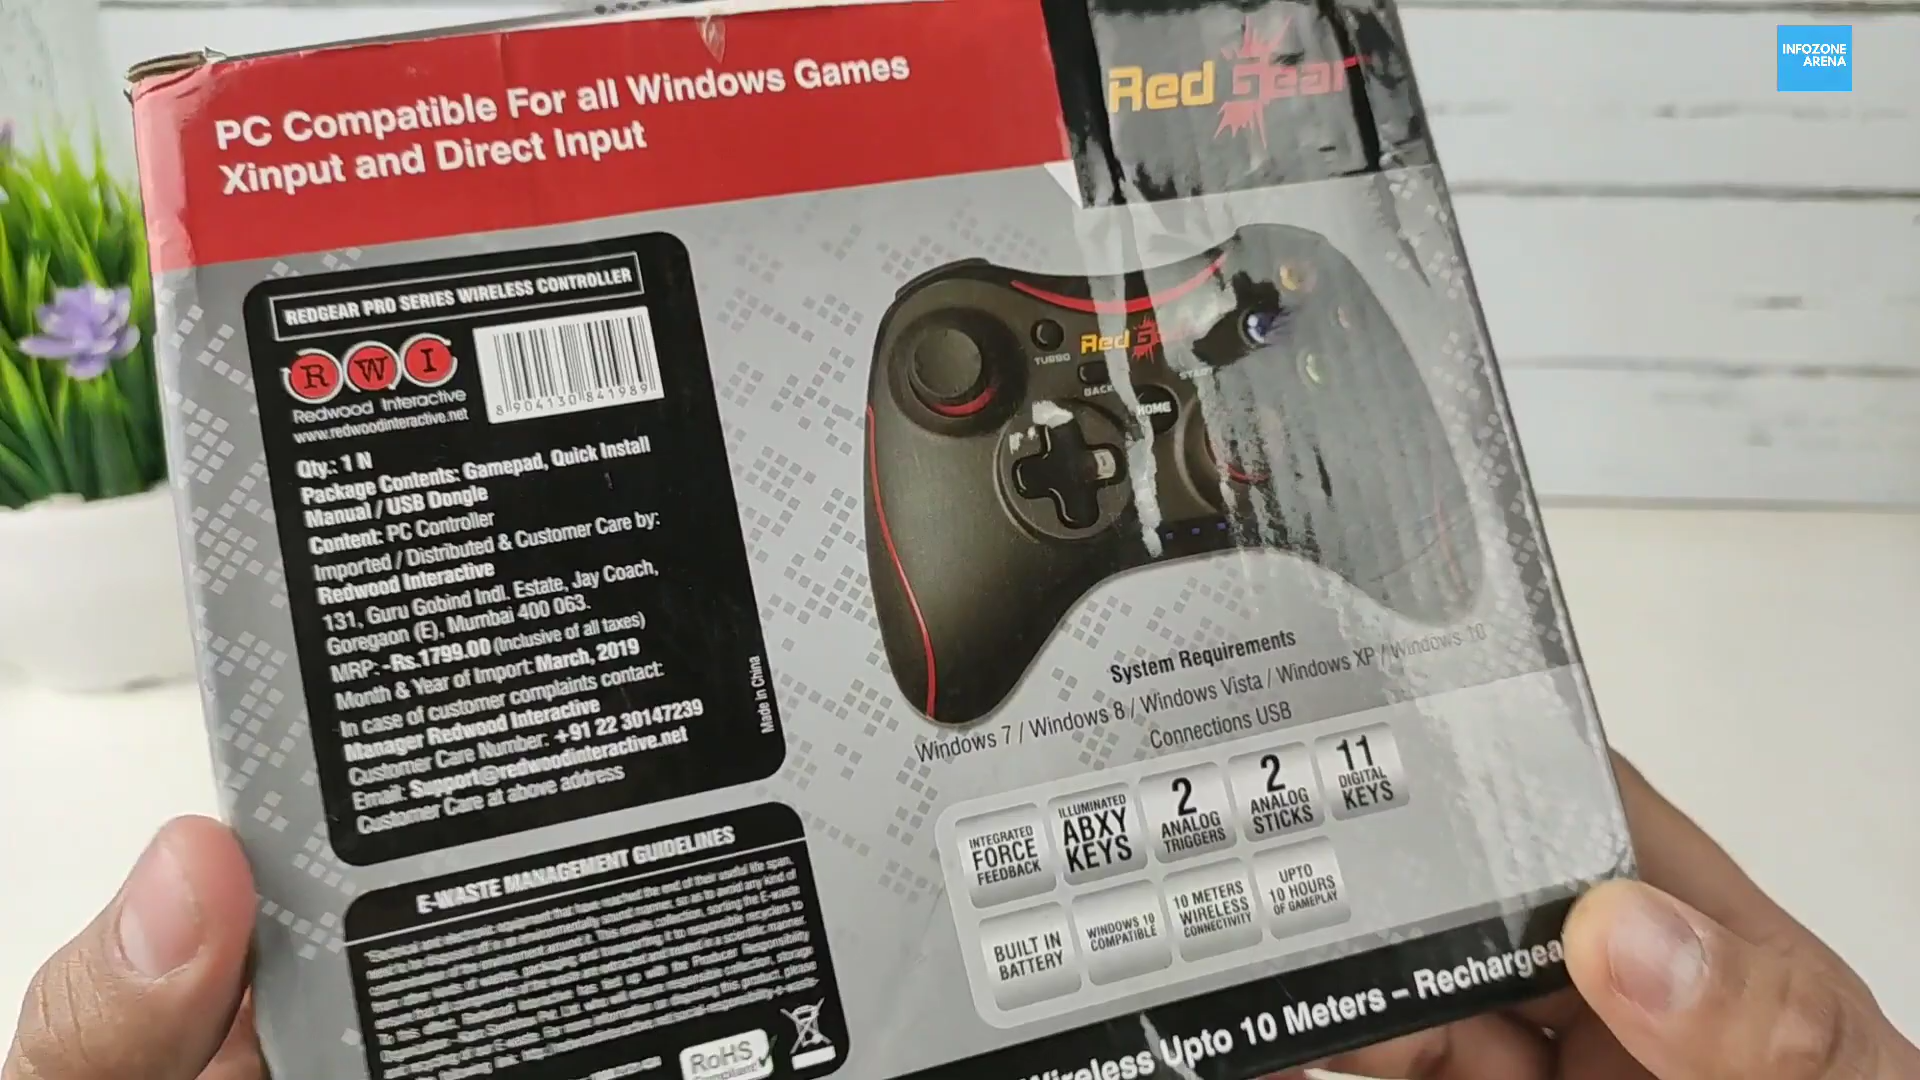 INFOZONE
ARENA
PC Compatible For all Windows Games
Xinput and Direct Input
Red Gear
REDGEAR PRO SERIES WIRELESS CONTROLLER
R W I
Redwood Interactive
www.redwoodinteractive.net
8 904130 841989
Qty.: 1 N
Package Contents: Gamepad, Quick Install
Manual / USB Dongle
Content: PC Controller
Imported / Distributed & Customer Care by:
Redwood Interactive
131, Guru Gobind Indl. Estate, Jay Coach,
Goregaon (E), Mumbai 400 063.
MRP: -Rs.1799.00 (Inclusive of all taxes)
Month & Year of Import: March, 2019
In case of customer complaints contact:
Manager Redwood Interactive
Customer Care Number: +91 22 30147239
Email: Support@redwoodinteractive.net
Customer Care at above address
Made in China
TURBO
Red
BACK
START
HOME
System Requirements
Windows 7 / Windows 8 / Windows Vista / Windows XP / Windows 10
Connections USB
INTEGRATED
FORCE
FEEDBACK
ILLUMINATED
ABXY
KEYS
2
ANALOG
TRIGGERS
2
ANALOG
STICKS
11
DIGITAL
KEYS
BUILT IN
BATTERY
WINDOWS 10
COMPATIBLE
10 METERS
WIRELESS
CONNECTIVITY
UPTO
10 HOURS
OF GAMEPLAY
E-WASTE MANAGEMENT GUIDELINES
RoHS
Compliant
Wireless Upto 10 Meters – Rechargea